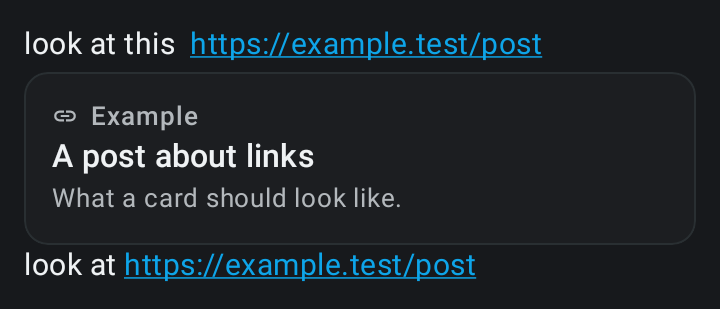 look at this https://example.test/post
Example
A post about links
What a card should look like.
look at https://example.test/post